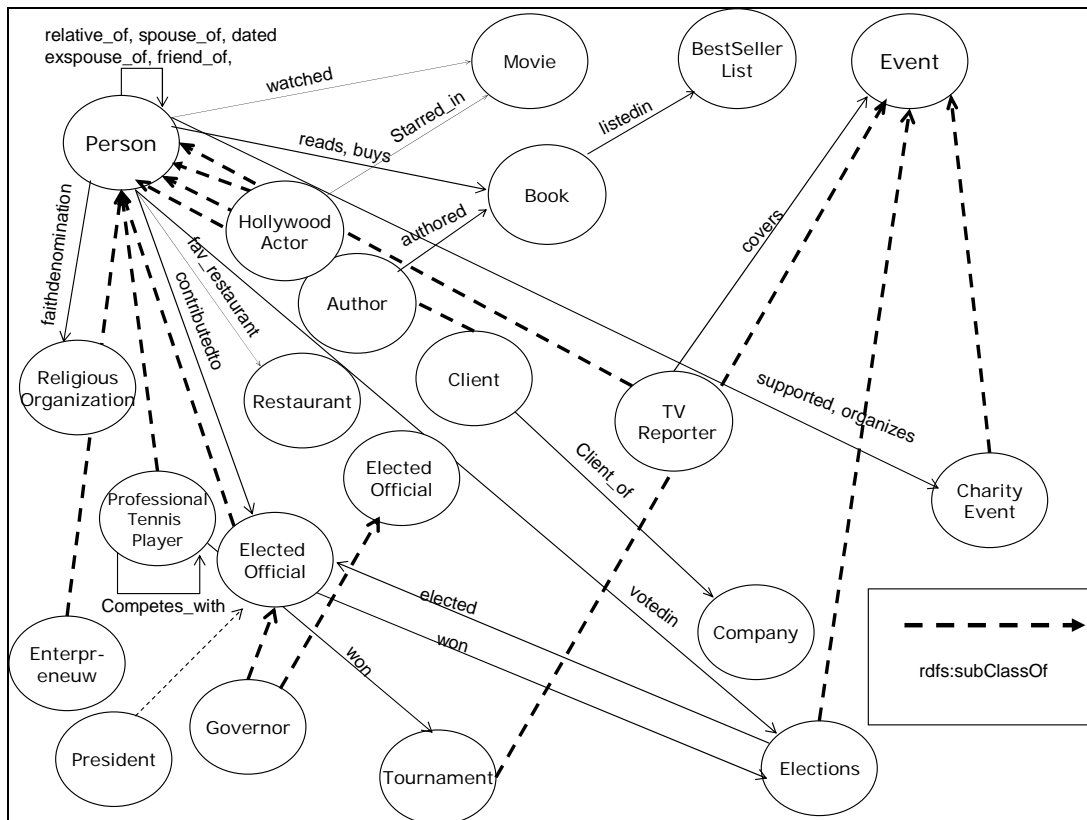 relative_of, spouse_of, dated
exspouse_of, friend_of,
BestSeller
List
Movie
Event
watched
Starred_in
listedin
Person
reads, buys
Book
Hollywood
Actor
authored
covers
faithdenomination
fav_restaurant
contributedto
Author
Religious
Organization
Restaurant
Client
TV
Reporter
supported, organizes
Elected
Official
Client_of
Charity
Event
Professional
Tennis
Player
Elected
Official
Competes_with
elected
votedin
won
Company
won
rdfs:subClassOf
Enterpr-
eneuw
Governor
President
Tournament
Elections